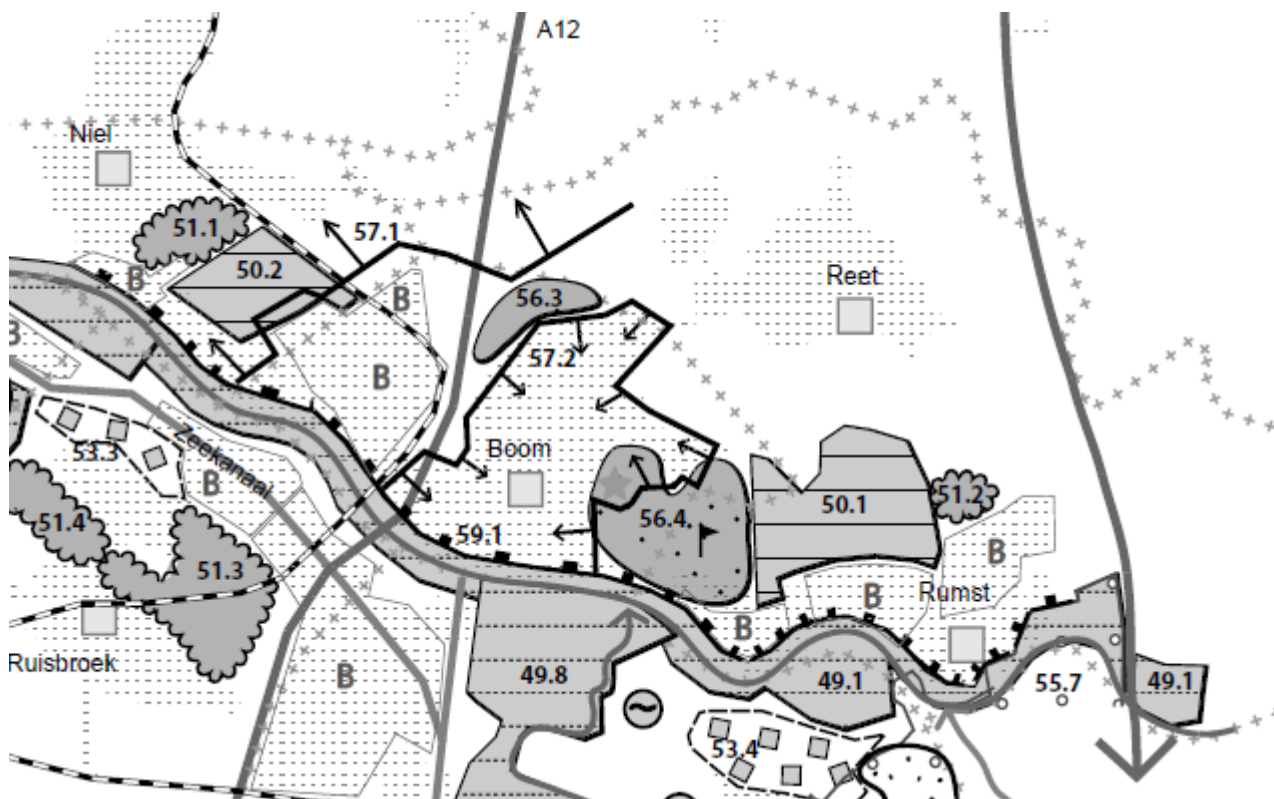 A12
Niel
51.1
57.1
B
50.2
Reet
B
56.3
B
57.2
B
Zeekanaal
53.3
Boom
B
50.1
51.2
51.4
56.4
59.1
B
51.3
B
Rumst
B
Ruisbroek
B
49.8
49.1
55.7
49.1
53.4